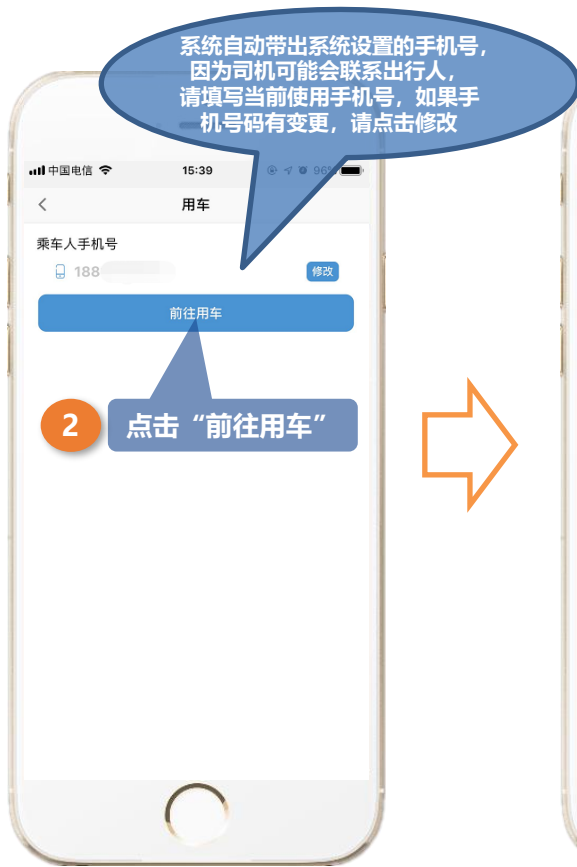 系统自动带出系统设置的手机号，
因为司机可能会联系出行人，
请填写当前使用手机号，如果手
机号码有变更，请点击修改
中国电信 15:39 96%
用车
乘车人手机号
188
修改
前往用车
2 点击“前往用车”